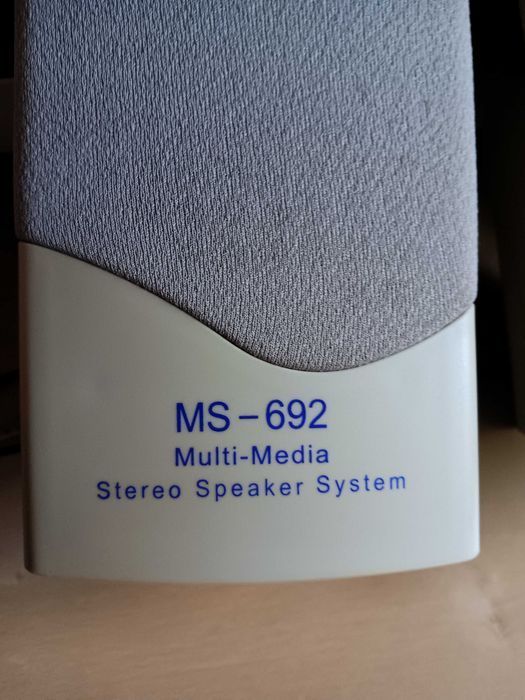 MS-692
Multi-Media
Stereo Speaker System